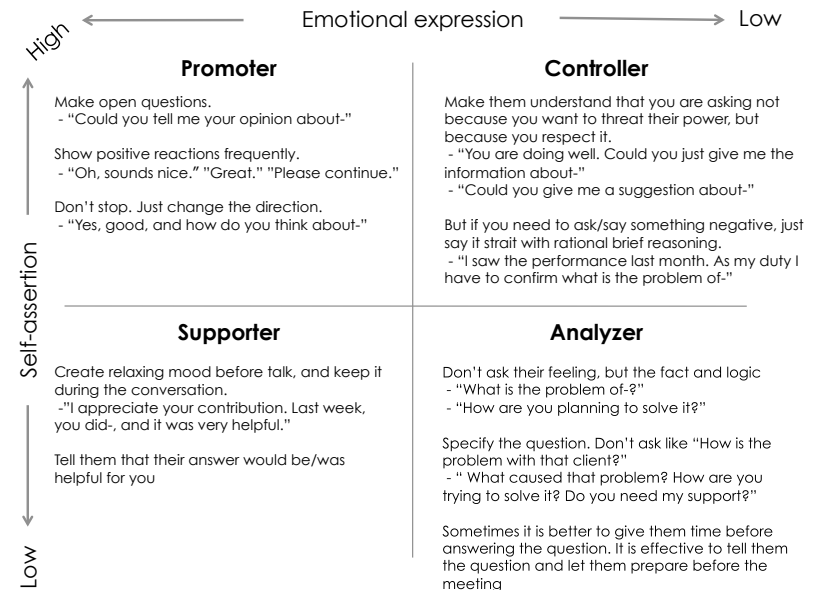 Emotional expression
Low
High
Promoter
Make open questions.
- “Could you tell me your opinion about-”
Show positive reactions frequently.
- “Oh, sounds nice.” ”Great.” ”Please continue.”
Don’t stop. Just change the direction.
- “Yes, good, and how do you think about-”
Controller
Make them understand that you are asking not
because you want to threat their power, but
because you respect it.
- “You are doing well. Could you just give me the
information about-”
- “Could you give me a suggestion about-”
But if you need to ask/say something negative, just
say it strait with rational brief reasoning.
- “I saw the performance last month. As my duty I
have to confirm what is the problem of-”
Self-assertion
Supporter
Create relaxing mood before talk, and keep it
during the conversation.
-”I appreciate your contribution. Last week,
you did-, and it was very helpful.”
Tell them that their answer would be/was
helpful for you
Analyzer
Don’t ask their feeling, but the fact and logic
- “What is the problem of-?”
- “How are you planning to solve it?”
Specify the question. Don’t ask like “How is the
problem with that client?”
- “ What caused that problem? How are you
trying to solve it? Do you need my support?”
Sometimes it is better to give them time before
answering the question. It is effective to tell them
the question and let them prepare before the
meeting
Low